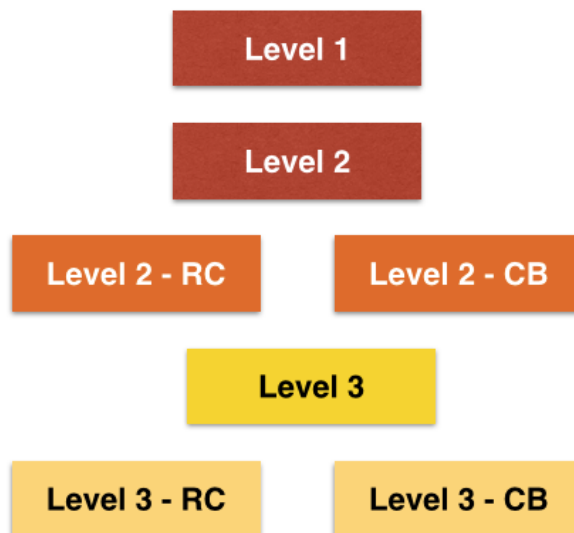 Level 1
Level 2
Level 2 - RC
Level 2 - CB
Level 3
Level 3 - RC
Level 3 - CB